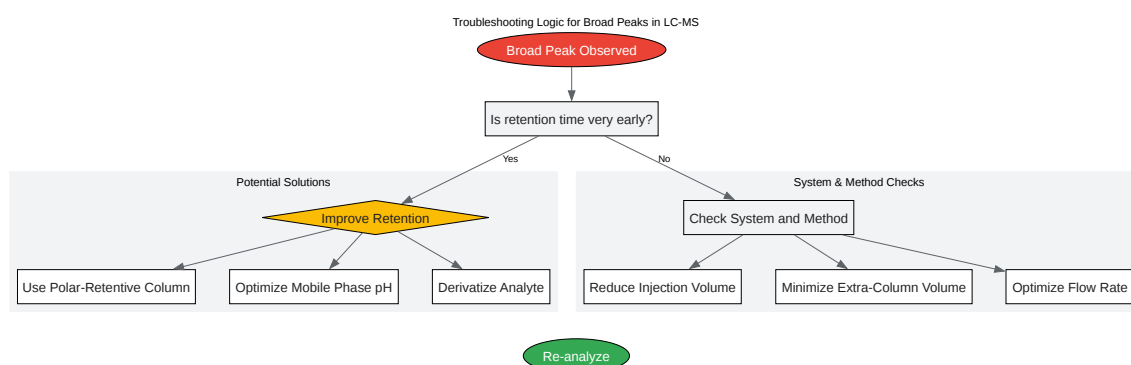 Troubleshooting Logic for Broad Peaks in LC-MS
Broad Peak Observed
Is retention time very early?
Yes
No
Potential Solutions
System & Method Checks
Improve Retention
Check System and Method
Use Polar-Retentive Column
Optimize Mobile Phase pH
Derivatize Analyte
Reduce Injection Volume
Minimize Extra-Column Volume
Optimize Flow Rate
Re-analyze